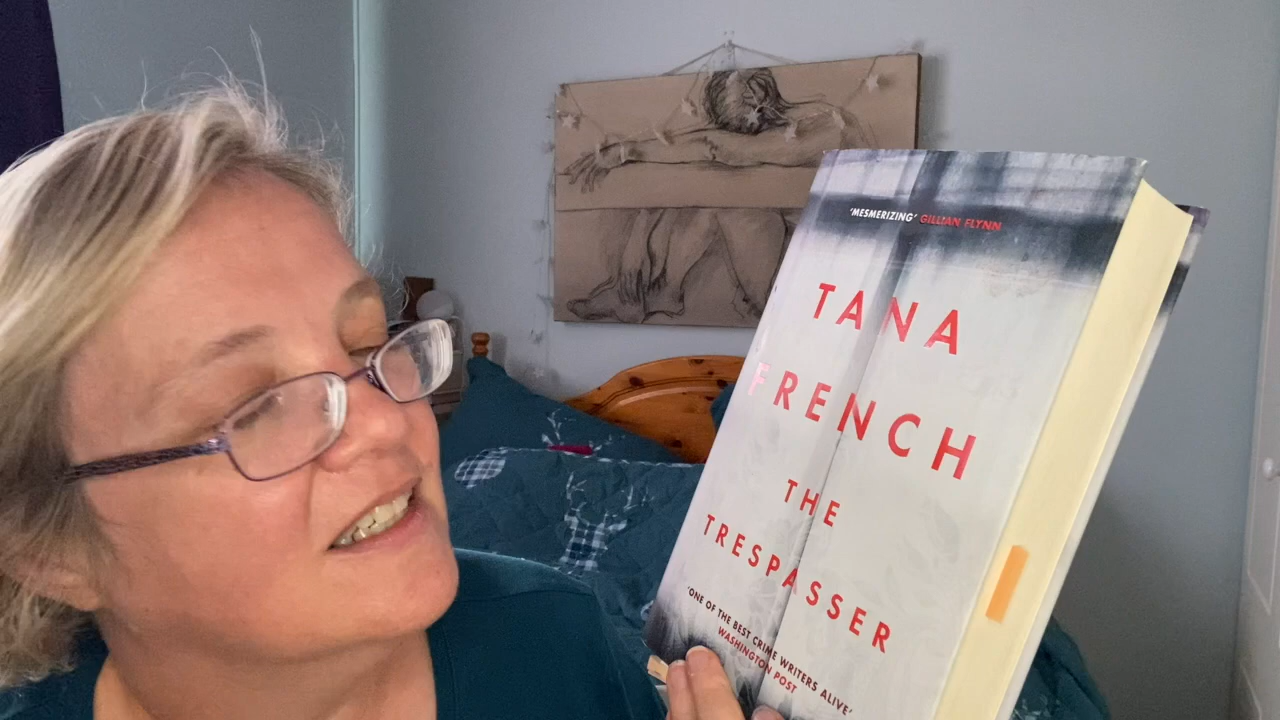 'MESMERIZING' GILLIAN FLYNN
TANA
FRENCH
THE
TRESPASSER
'ONE OF THE BEST CRIME WRITERS ALIVE'
WASHINGTON POST